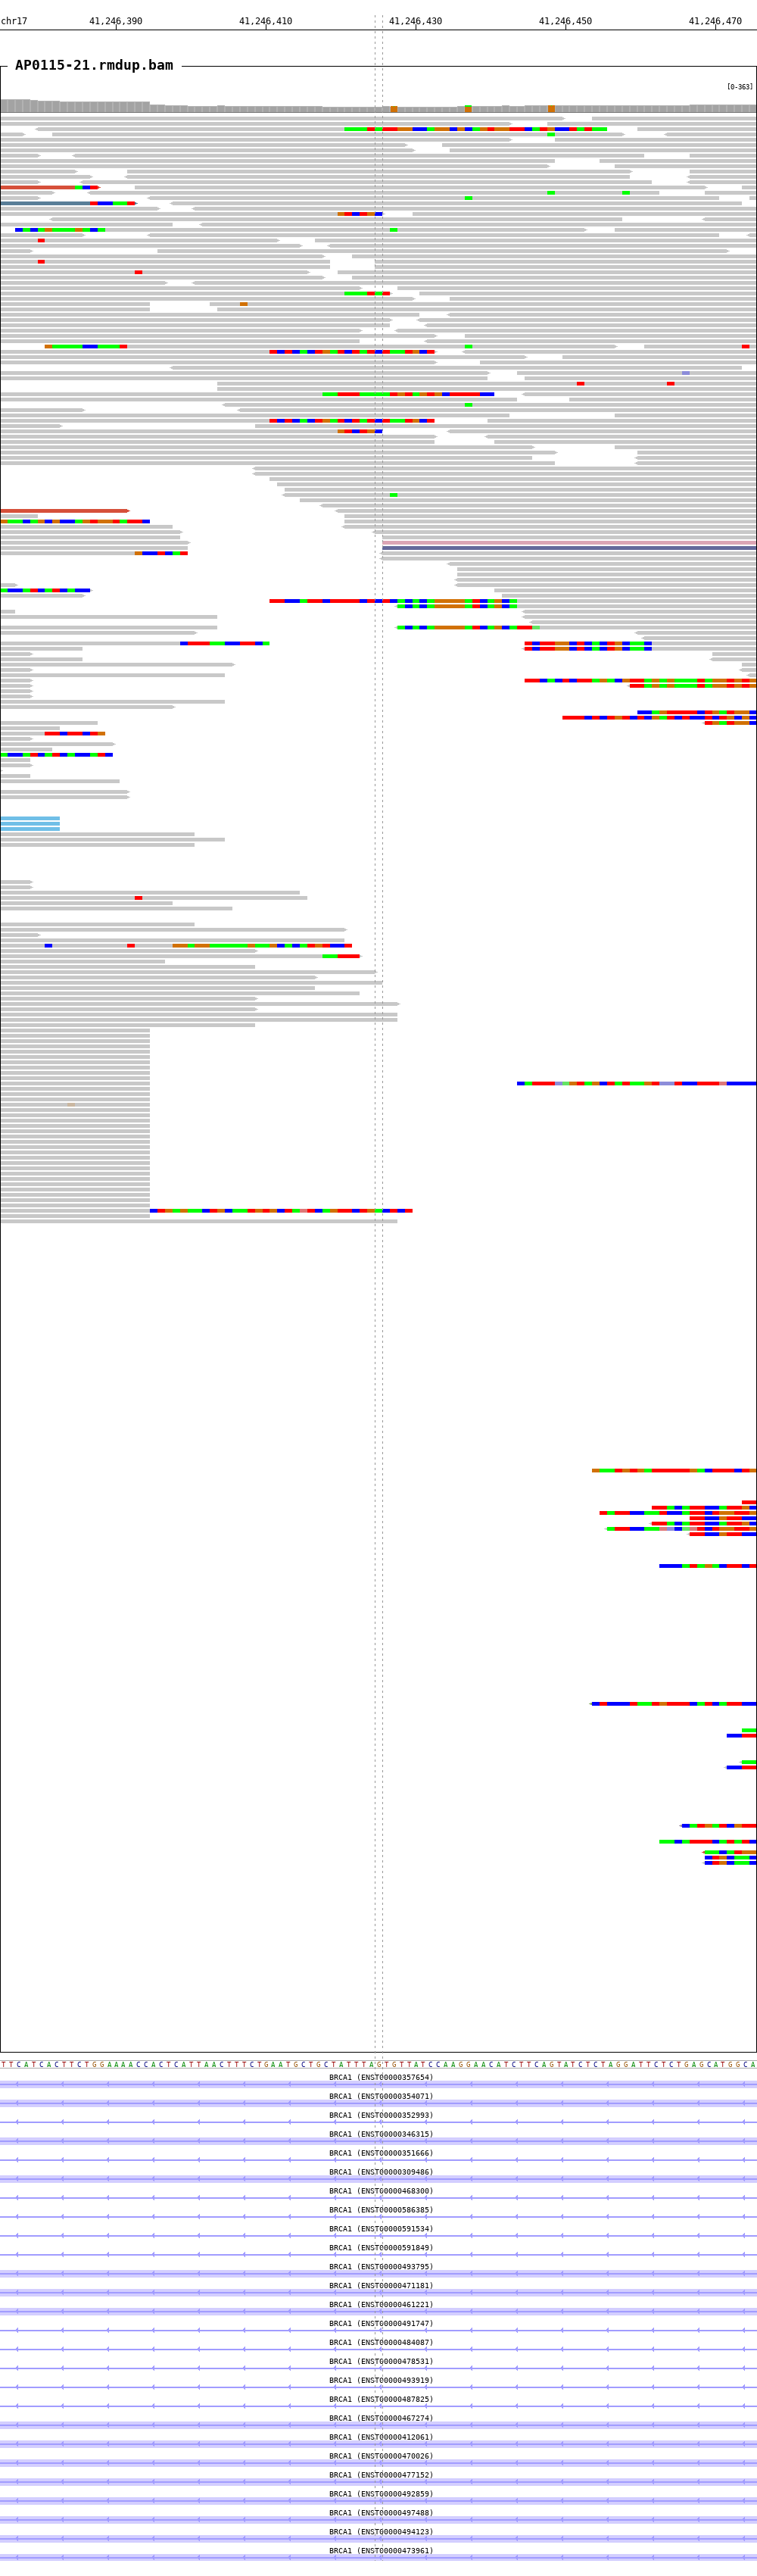 chr17 41,246,390 41,246,410 41,246,430 41,246,450 41,246,470
AP0115-21.rmdup.bam
[0-363]
TTCATCACTTCTGGAAAACCACTCATTAACTTTCTGAATGCTGCTATTTAGTGTTATCCAAGGAACATCTTCAGTATCTCTAGGATTCTCTGAGCATGGCA
BRCA1 (ENST00000357654)
BRCA1 (ENST00000354071)
BRCA1 (ENST00000352993)
BRCA1 (ENST00000346315)
BRCA1 (ENST00000351666)
BRCA1 (ENST00000309486)
BRCA1 (ENST00000468300)
BRCA1 (ENST00000586385)
BRCA1 (ENST00000591534)
BRCA1 (ENST00000591849)
BRCA1 (ENST00000493795)
BRCA1 (ENST00000471181)
BRCA1 (ENST00000461221)
BRCA1 (ENST00000491747)
BRCA1 (ENST00000484087)
BRCA1 (ENST00000478531)
BRCA1 (ENST00000493919)
BRCA1 (ENST00000487825)
BRCA1 (ENST00000467274)
BRCA1 (ENST00000412061)
BRCA1 (ENST00000470026)
BRCA1 (ENST00000477152)
BRCA1 (ENST00000492859)
BRCA1 (ENST00000497488)
BRCA1 (ENST00000494123)
BRCA1 (ENST00000473961)